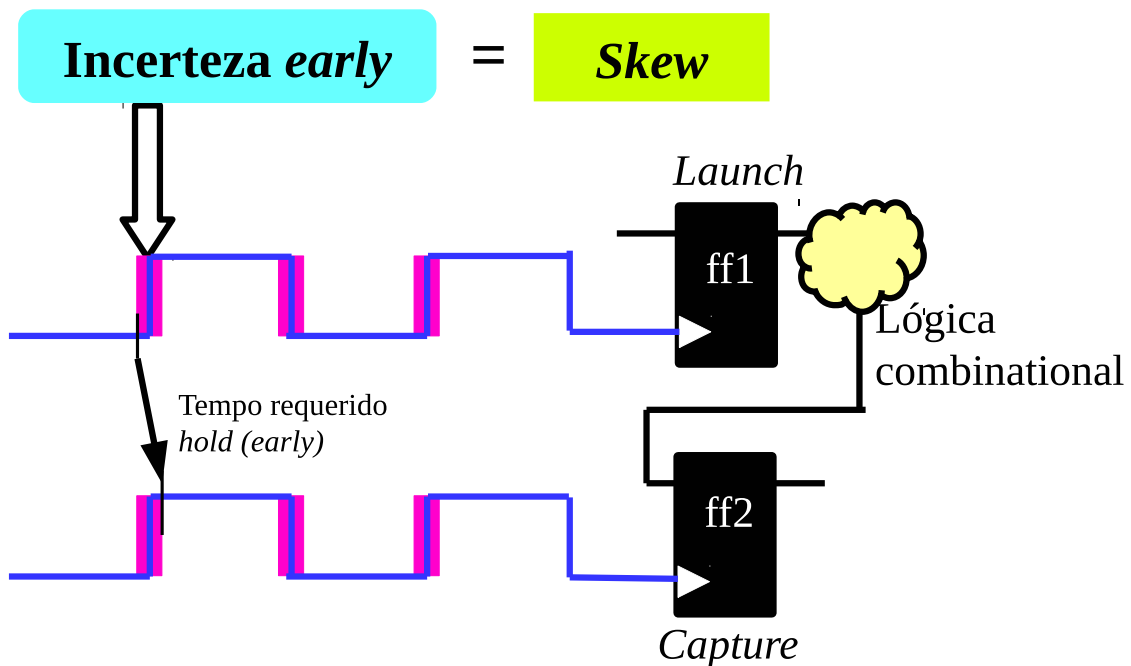 Incerteza early = Skew
Launch
ff1
Lógica
combinational
Tempo requerido
hold (early)
ff2
Capture